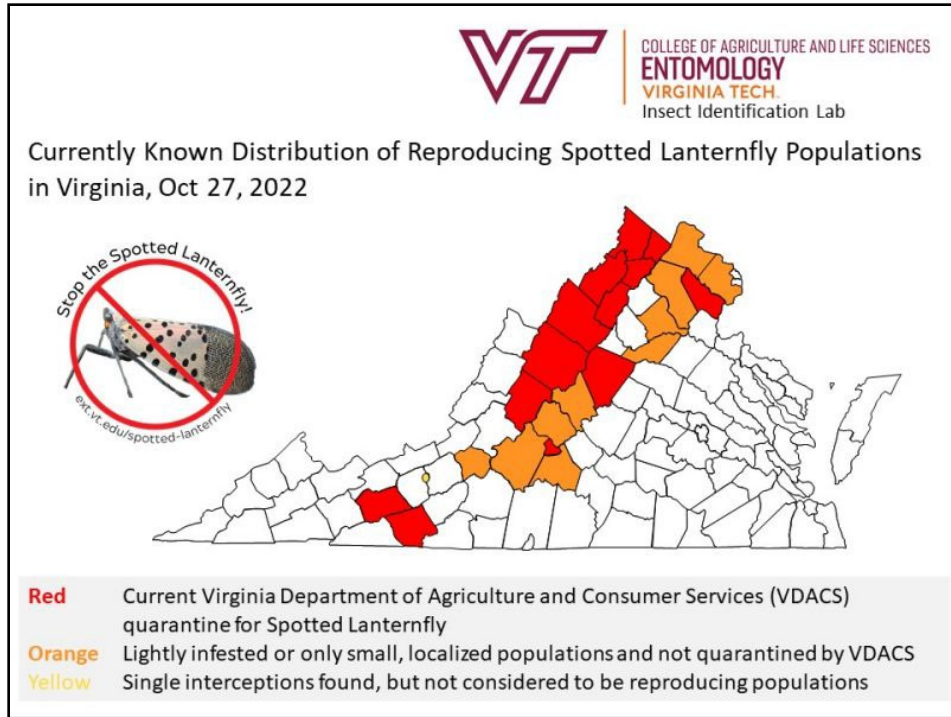 VT
COLLEGE OF AGRICULTURE AND LIFE SCIENCES
ENTOMOLOGY
VIRGINIA TECH.
Insect Identification Lab
Currently Known Distribution of Reproducing Spotted Lanternfly Populations
in Virginia, Oct 27, 2022
Stop the Spotted Lanternfly!
ext.vt.edu/spotted-lanternfly
Red Current Virginia Department of Agriculture and Consumer Services (VDACS)
quarantine for Spotted Lanternfly
Orange Lightly infested or only small, localized populations and not quarantined by VDACS
Yellow Single interceptions found, but not considered to be reproducing populations